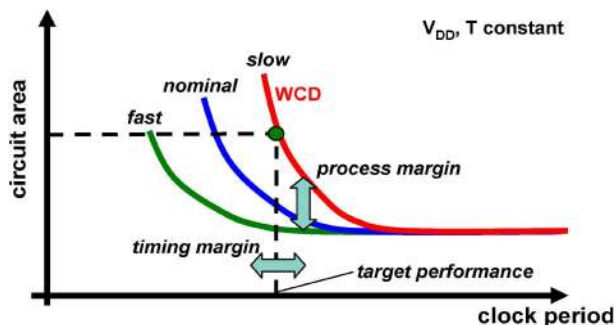 V_DD, T constant
slow
nominal
WCD
fast
circuit area
process margin
timing margin
target performance
clock period